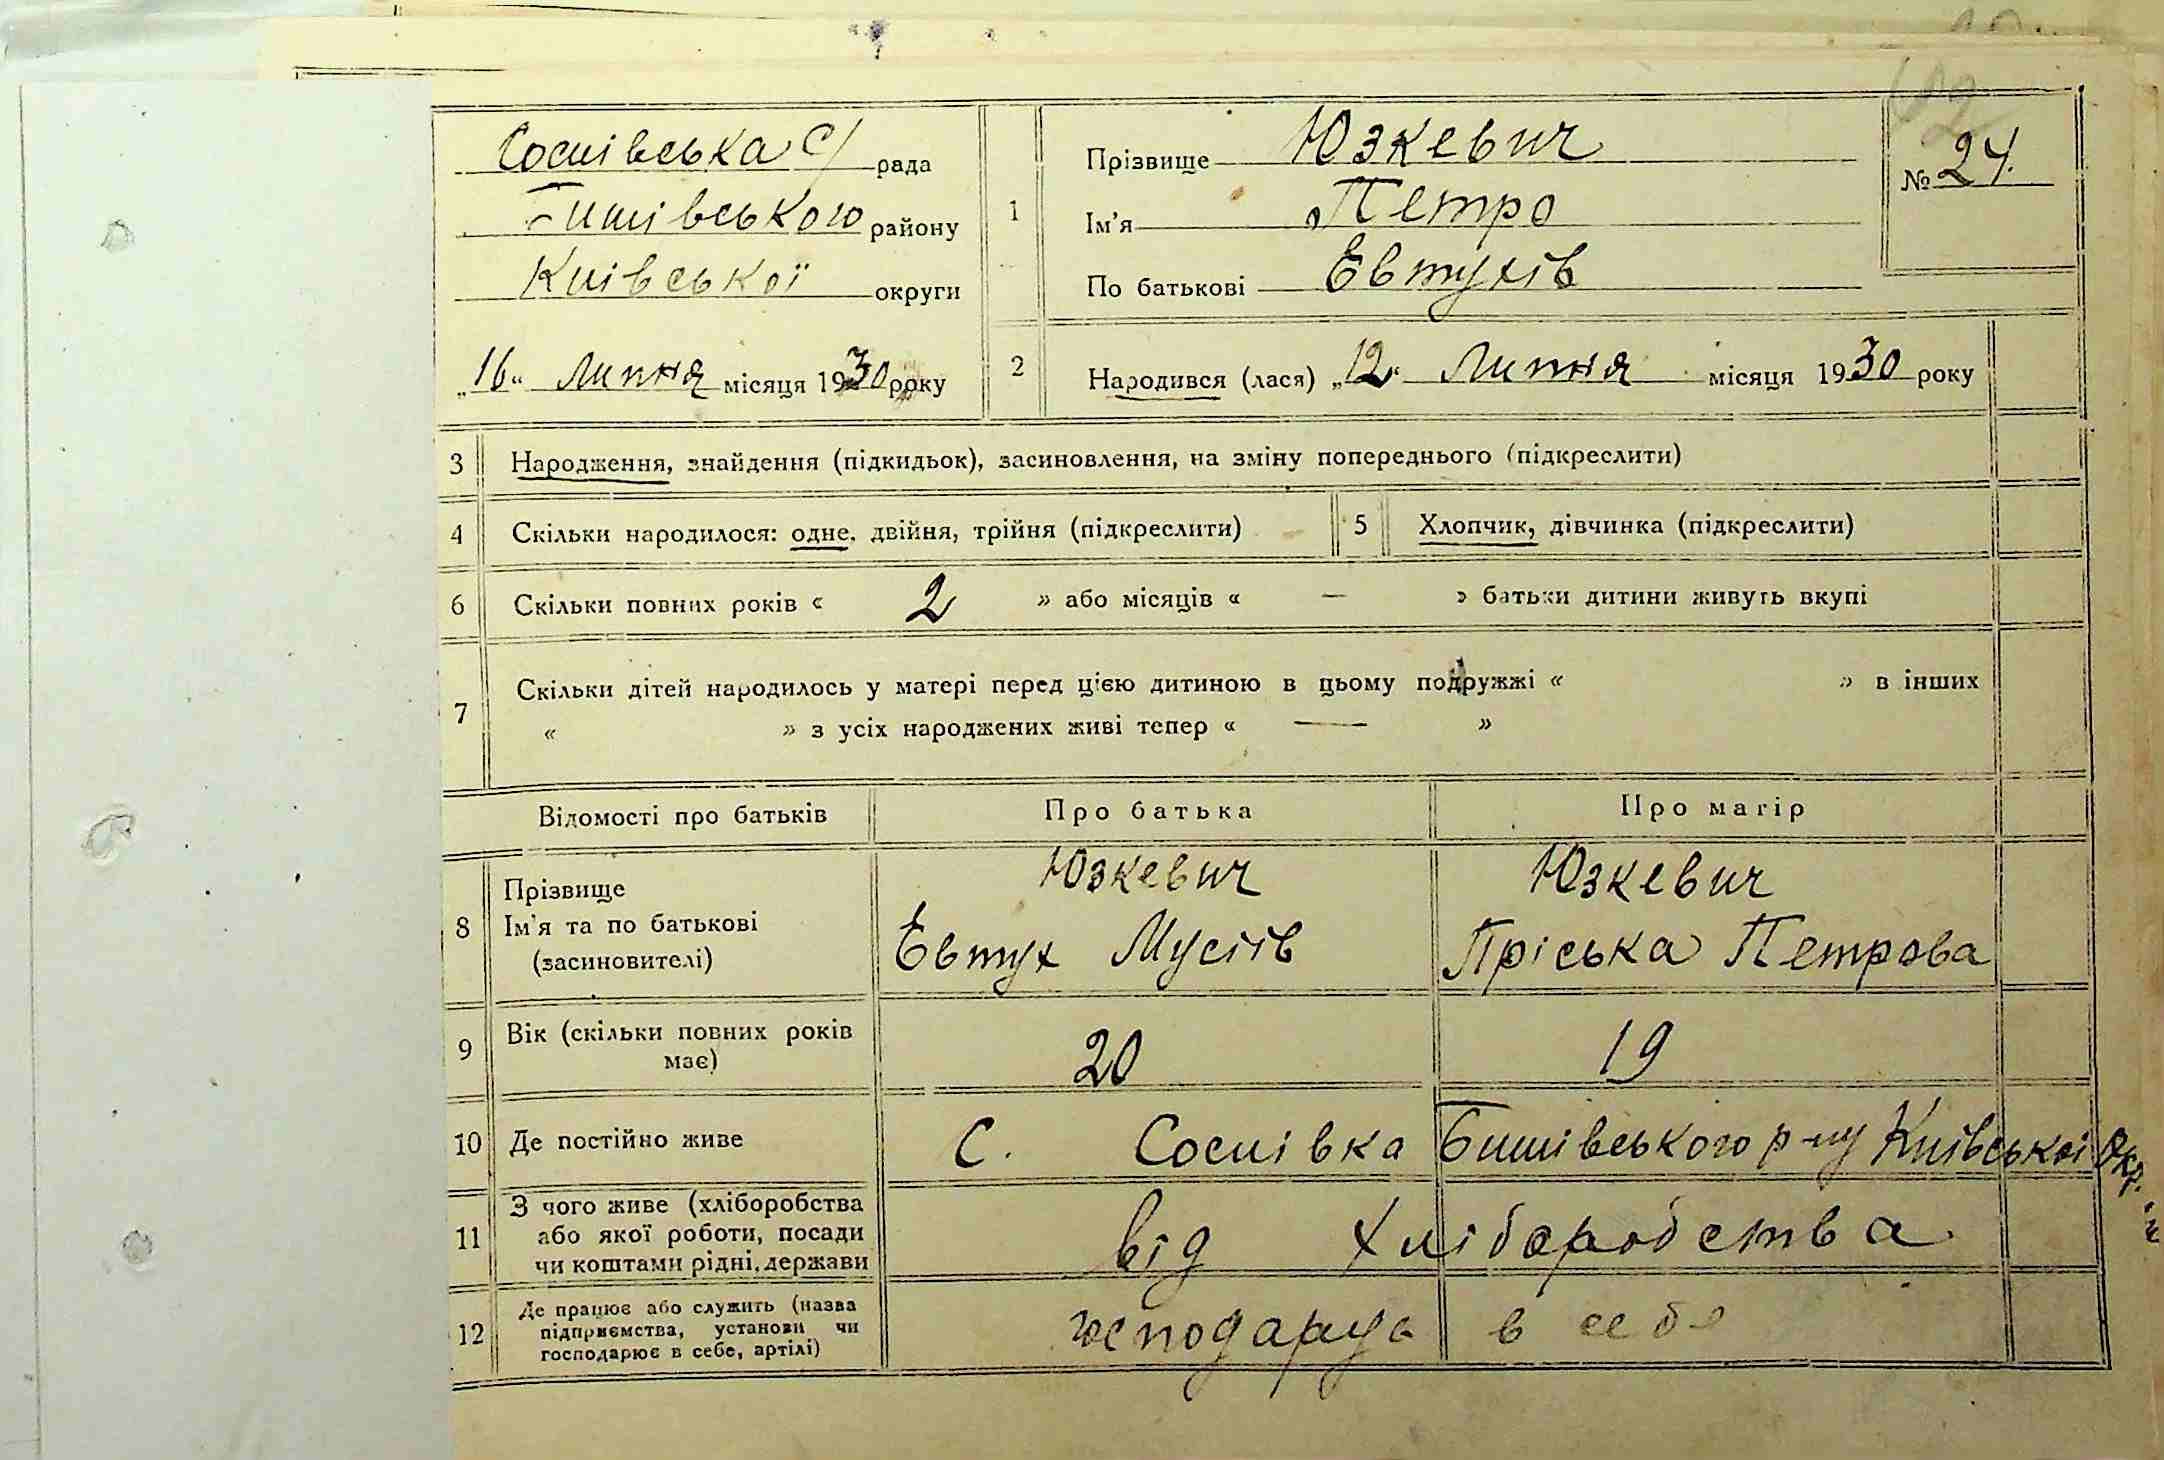 Соснівська С/ рада
Бишівського району
Київської округи
„16“ Липня місяця 1930 року
1
Прізвище Юзкевич
Ім'я Петро
По батькові Евтухів
№ 24.
2 Народився (лася) „12“ Липня місяця 1930 року
3 Народження, знайдення (підкидьок), засиновлення, на зміну попереднього (підкреслити)
4 Скільки народилося: одне, двійня, трійня (підкреслити) 5 Хлопчик, дівчинка (підкреслити)
6 Скільки повних років « 2 » або місяців « — » батьки дитини живуть вкупі
7 Скільки дітей народилось у матері перед цією дитиною в цьому подружжі « » в інших
« » з усіх народжених живі тепер « — »
Відомості про батьків Про батька Про матір
8 Прізвище
Ім'я та по батькові
(засиновителі)
Юзкевич
Евтух Мусіїв
Юзкевич
Пріська Петрова
9 Вік (скільки повних років
має)
20 19
10 Де постійно живе С. Соснівка Бишівського р-ну Київської Окр.
11 З чого живе (хліборобства
або якої роботи, посади
чи коштами рідні, держави
від хліборобства
12 Де працює або служить (назва
підприємства, установи чи
господарює в себе, артілі)
господарує в себе